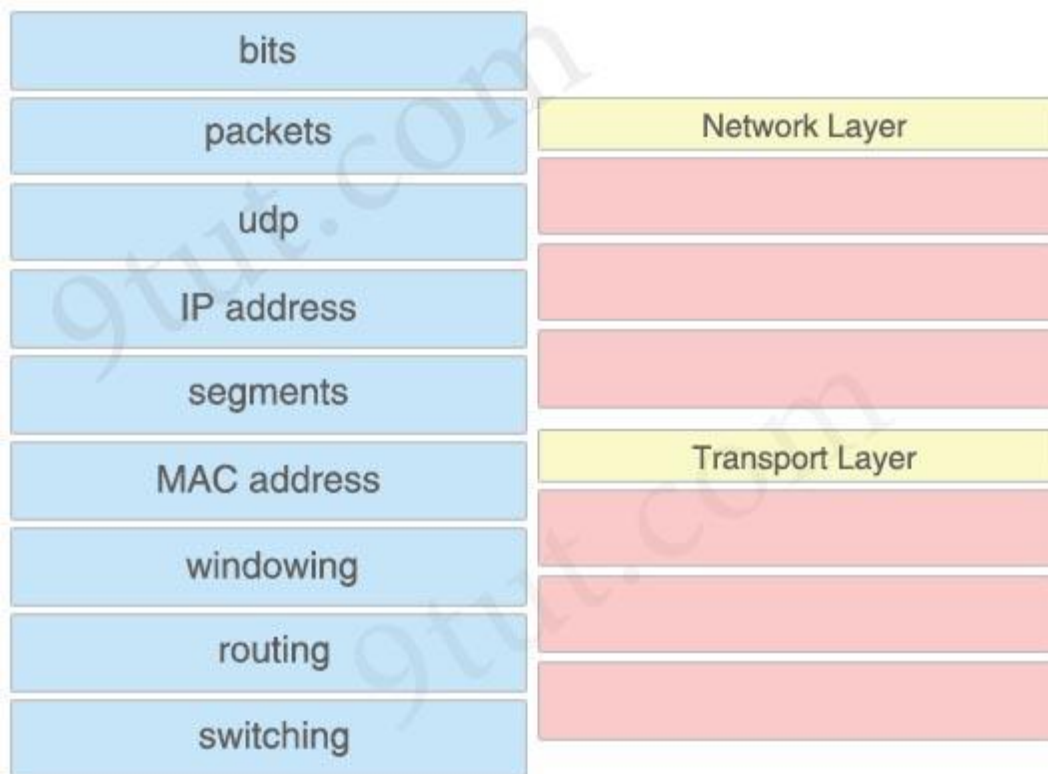 bits
packets
udp
IP address
segments
MAC address
windowing
routing
switching
Network Layer
Transport Layer
9tut.com
9tut.com